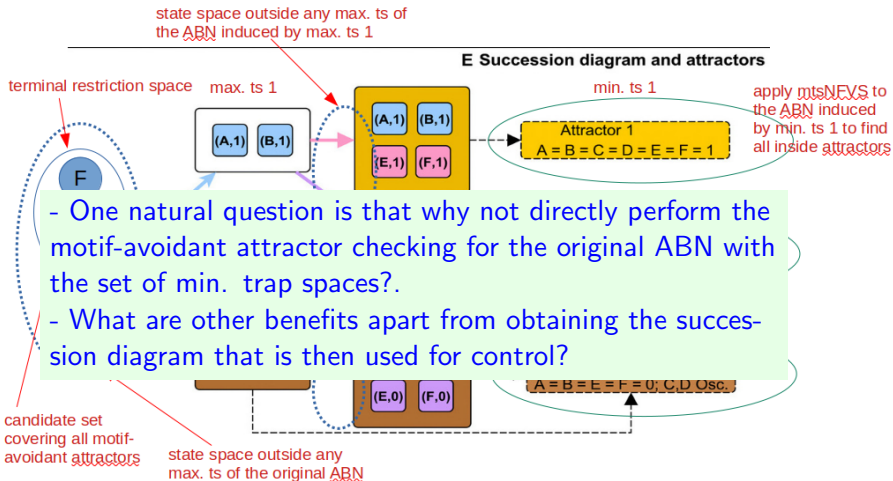 state space outside any max. ts of
the ABN induced by max. ts 1
E Succession diagram and attractors
terminal restriction space
max. ts 1
min. ts 1
apply mtsNFVS to
the ABN induced
by min. ts 1 to find
all inside attractors
(A,1)
(B,1)
(A,1)
(B,1)
(E,1)
(F,1)
Attractor 1
A = B = C = D = E = F = 1
F
- One natural question is that why not directly perform the
motif-avoidant attractor checking for the original ABN with
the set of min. trap spaces?.
- What are other benefits apart from obtaining the succes-
sion diagram that is then used for control?
A = B = E = F = 0; C,D Osc.
(E,0)
(F,0)
candidate set
covering all motif-
avoidant attractors
state space outside any
max. ts of the original ABN